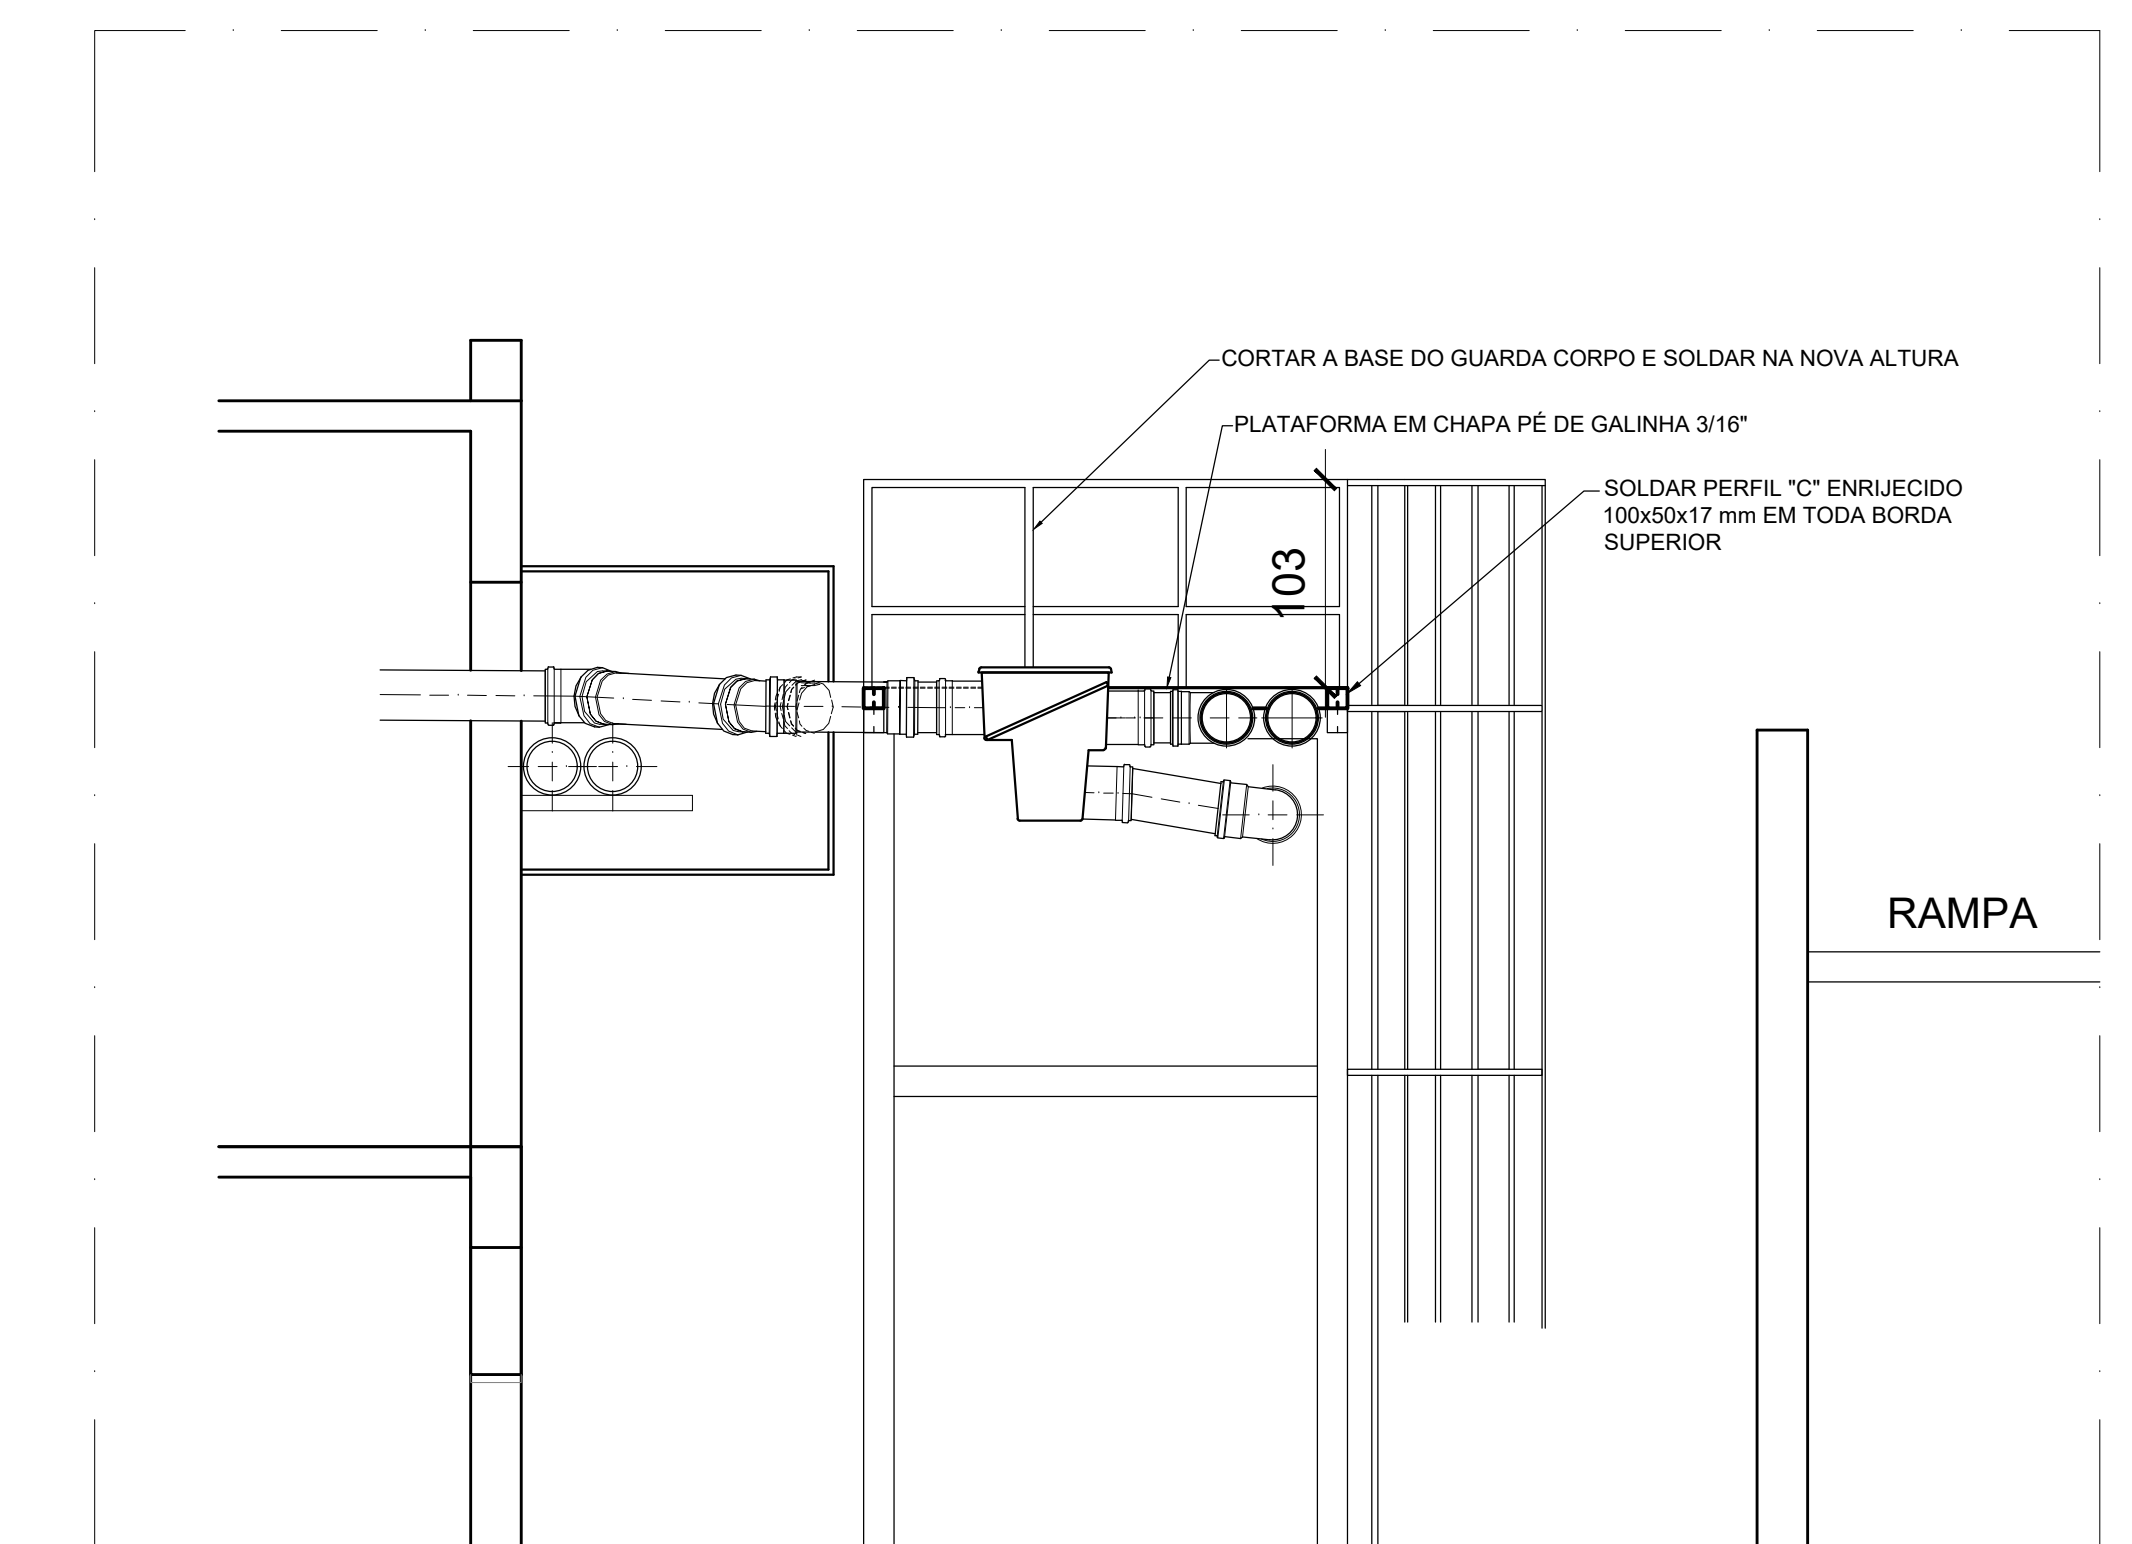 CORTAR A BASE DO GUARDA CORPO E SOLDAR NA NOVA ALTURA
PLATAFORMA EM CHAPA PÉ DE GALINHA 3/16"
SOLDAR PERFIL "C" ENRIJECIDO
100x50x17 mm EM TODA BORDA
SUPERIOR
103
RAMPA